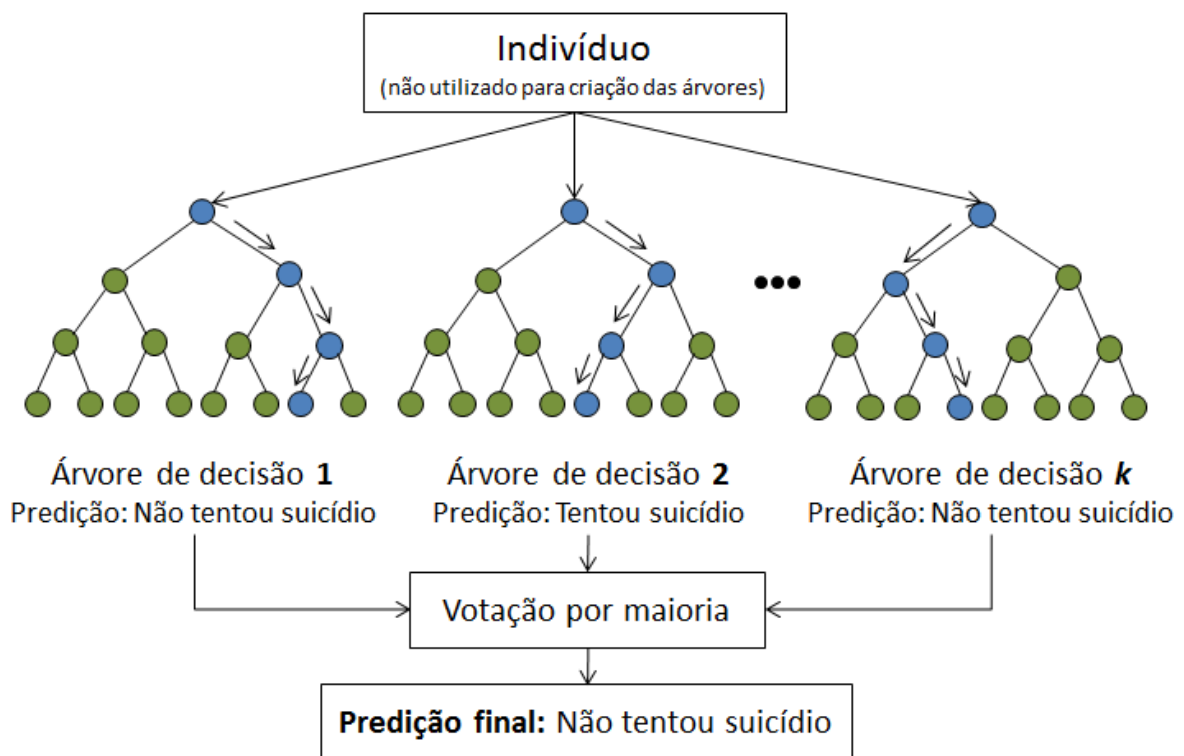 Indivíduo
(não utilizado para criação das árvores)
Árvore de decisão 1
Predição: Não tentou suicídio
Árvore de decisão 2
Predição: Tentou suicídio
Árvore de decisão k
Predição: Não tentou suicídio
Votação por maioria
Predição final: Não tentou suicídio